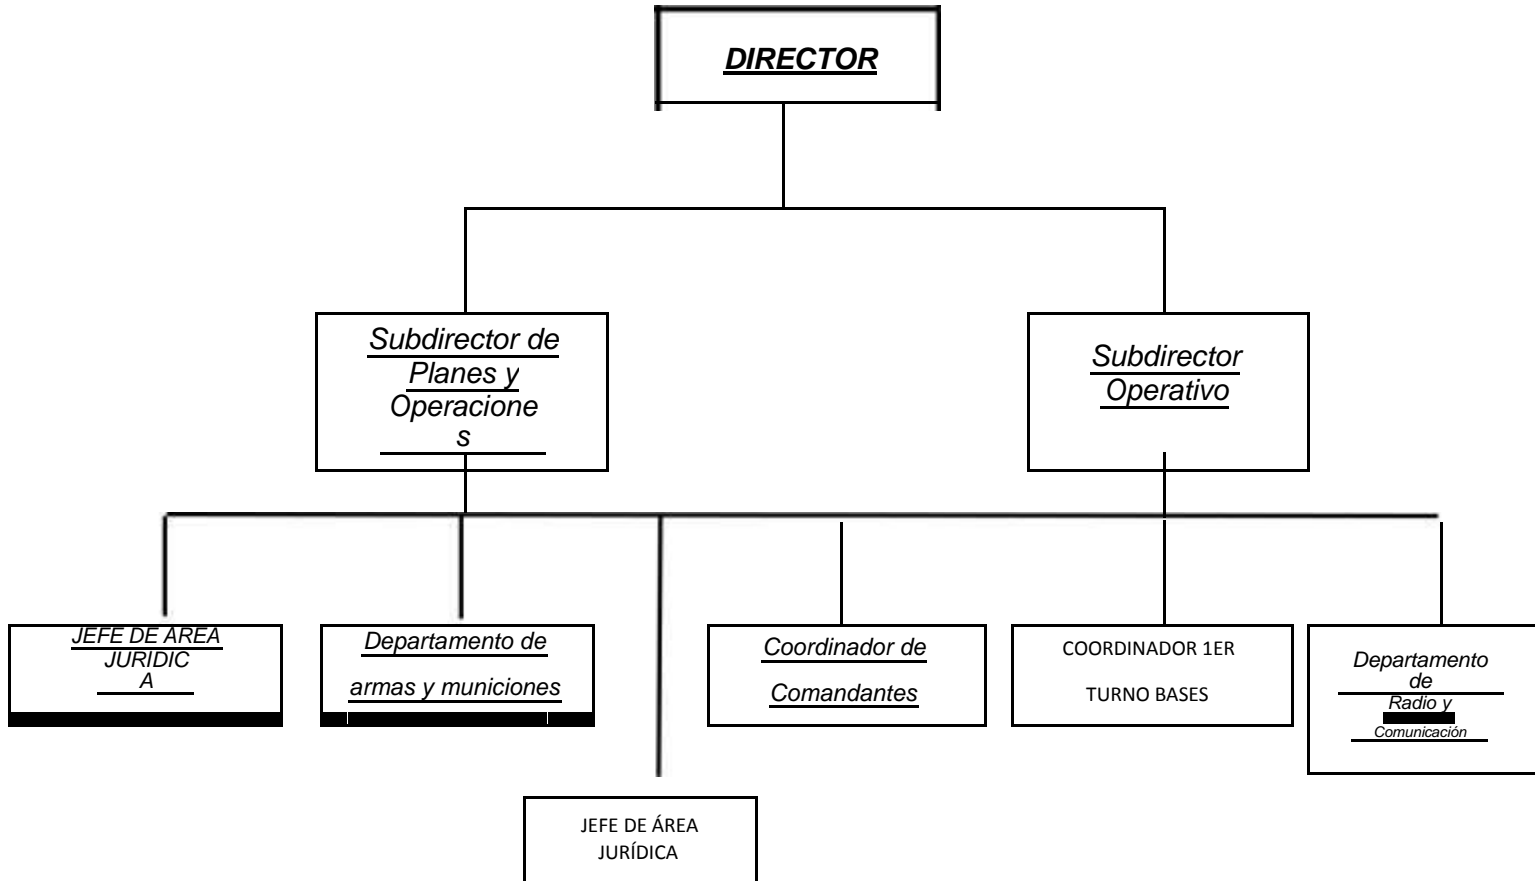 DIRECTOR
Subdirector de
Planes y
Operacione
s
Subdirector
Operativo
JEFE DE AREA
JURIDIC
A
Departamento de
armas y municiones
Coordinador de
Comandantes
COORDINADOR 1ER
TURNO BASES
Departamento
de
Radio y
Comunicación
JEFE DE ÁREA
JURÍDICA